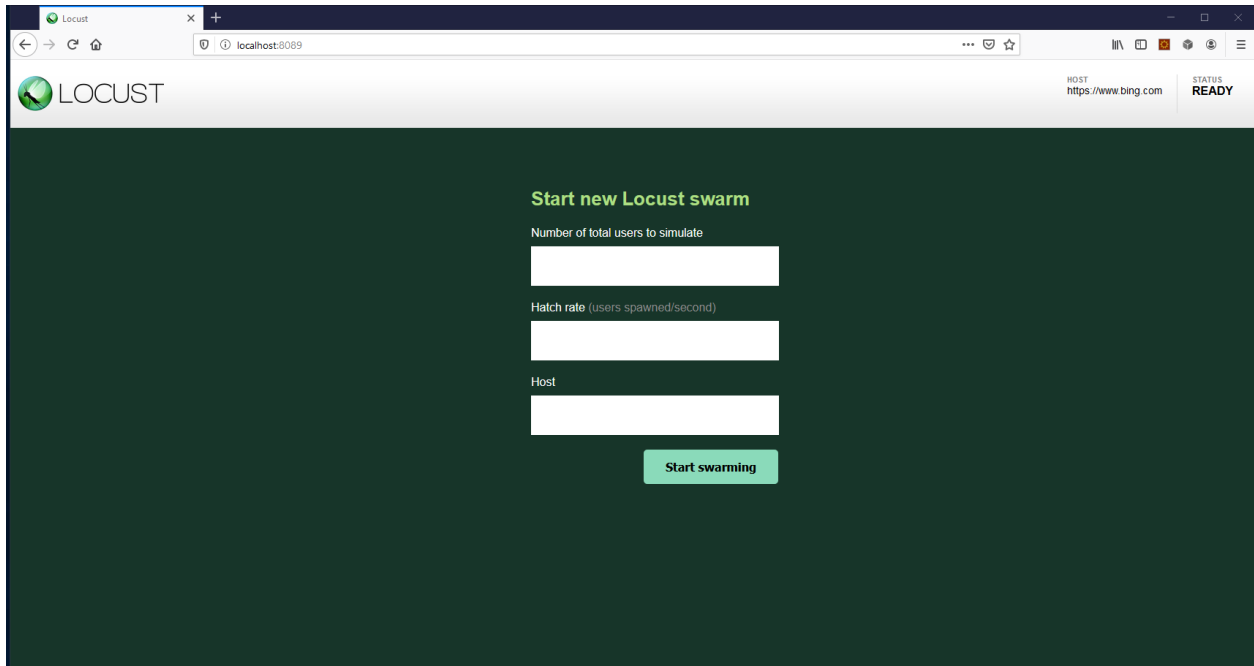 Locust
localhost:8089
LOCUST
HOST
https://www.bing.com
STATUS
READY
Start new Locust swarm
Number of total users to simulate
Hatch rate (users spawned/second)
Host
Start swarming